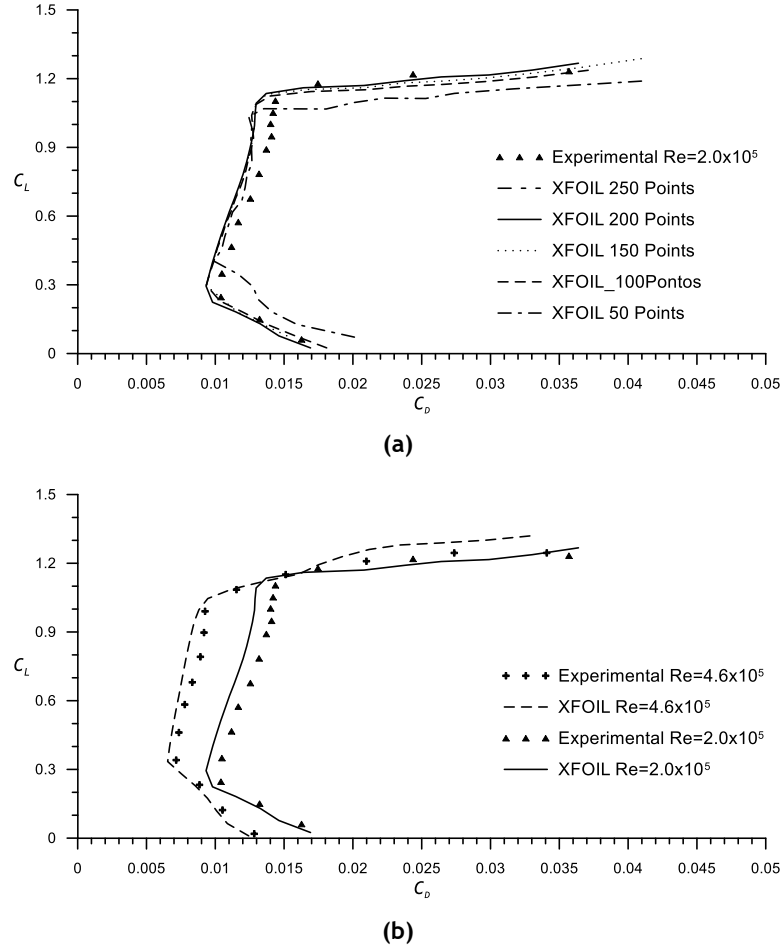 1.5
1.2
0.9
C_L
0.6
0.3
0
0 0.005 0.01 0.015 0.02 0.025 0.03 0.035 0.04 0.045 0.05
C_D
Experimental Re=2.0x10⁵
XFOIL 250 Points
XFOIL 200 Points
XFOIL 150 Points
XFOIL_100Pontos
XFOIL 50 Points
(a)
1.5
1.2
0.9
C_L
0.6
0.3
0
0 0.005 0.01 0.015 0.02 0.025 0.03 0.035 0.04 0.045 0.05
C_D
Experimental Re=4.6x10⁵
XFOIL Re=4.6x10⁵
Experimental Re=2.0x10⁵
XFOIL Re=2.0x10⁵
(b)